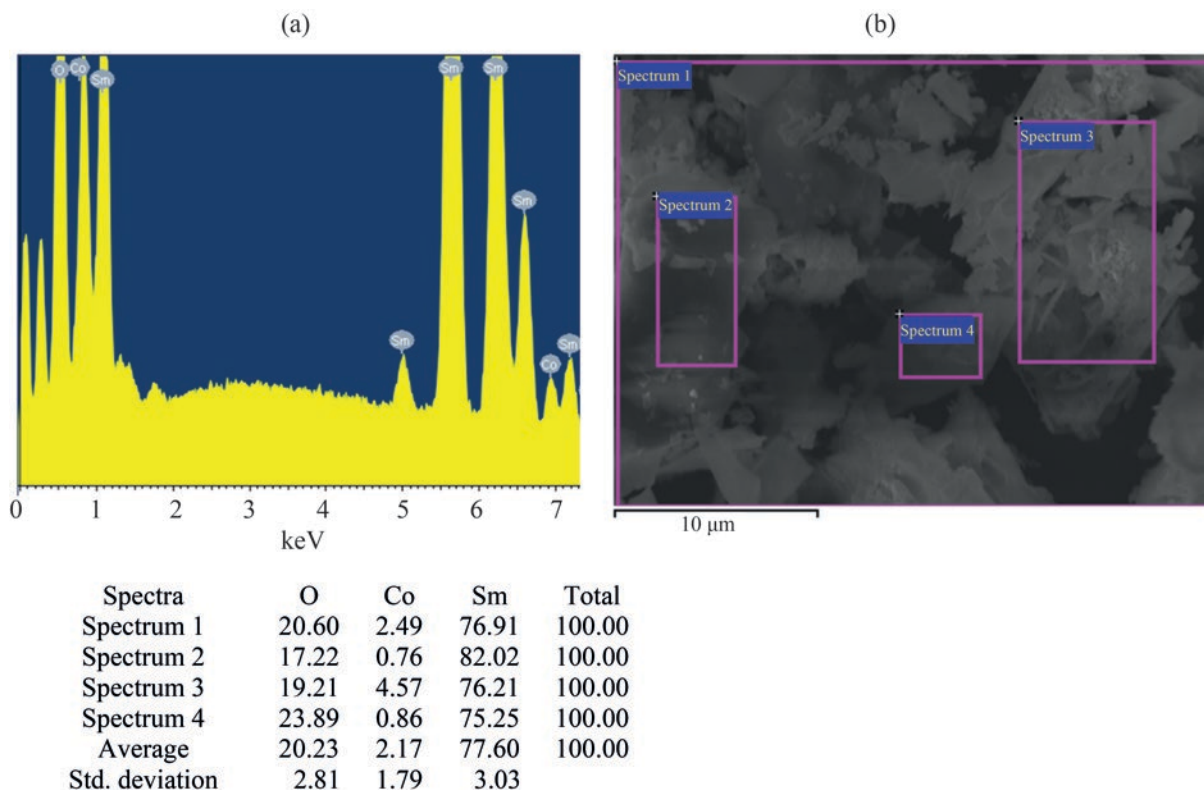 (a)
(b)
O
Co
Sm
Sm
Sm
Sm
Sm
Co
Sm
0 1 2 3 4 5 6 7
keV
Spectrum 1
Spectrum 2
Spectrum 3
Spectrum 4
10 μm
Spectra O Co Sm Total
Spectrum 1 20.60 2.49 76.91 100.00
Spectrum 2 17.22 0.76 82.02 100.00
Spectrum 3 19.21 4.57 76.21 100.00
Spectrum 4 23.89 0.86 75.25 100.00
Average 20.23 2.17 77.60 100.00
Std. deviation 2.81 1.79 3.03